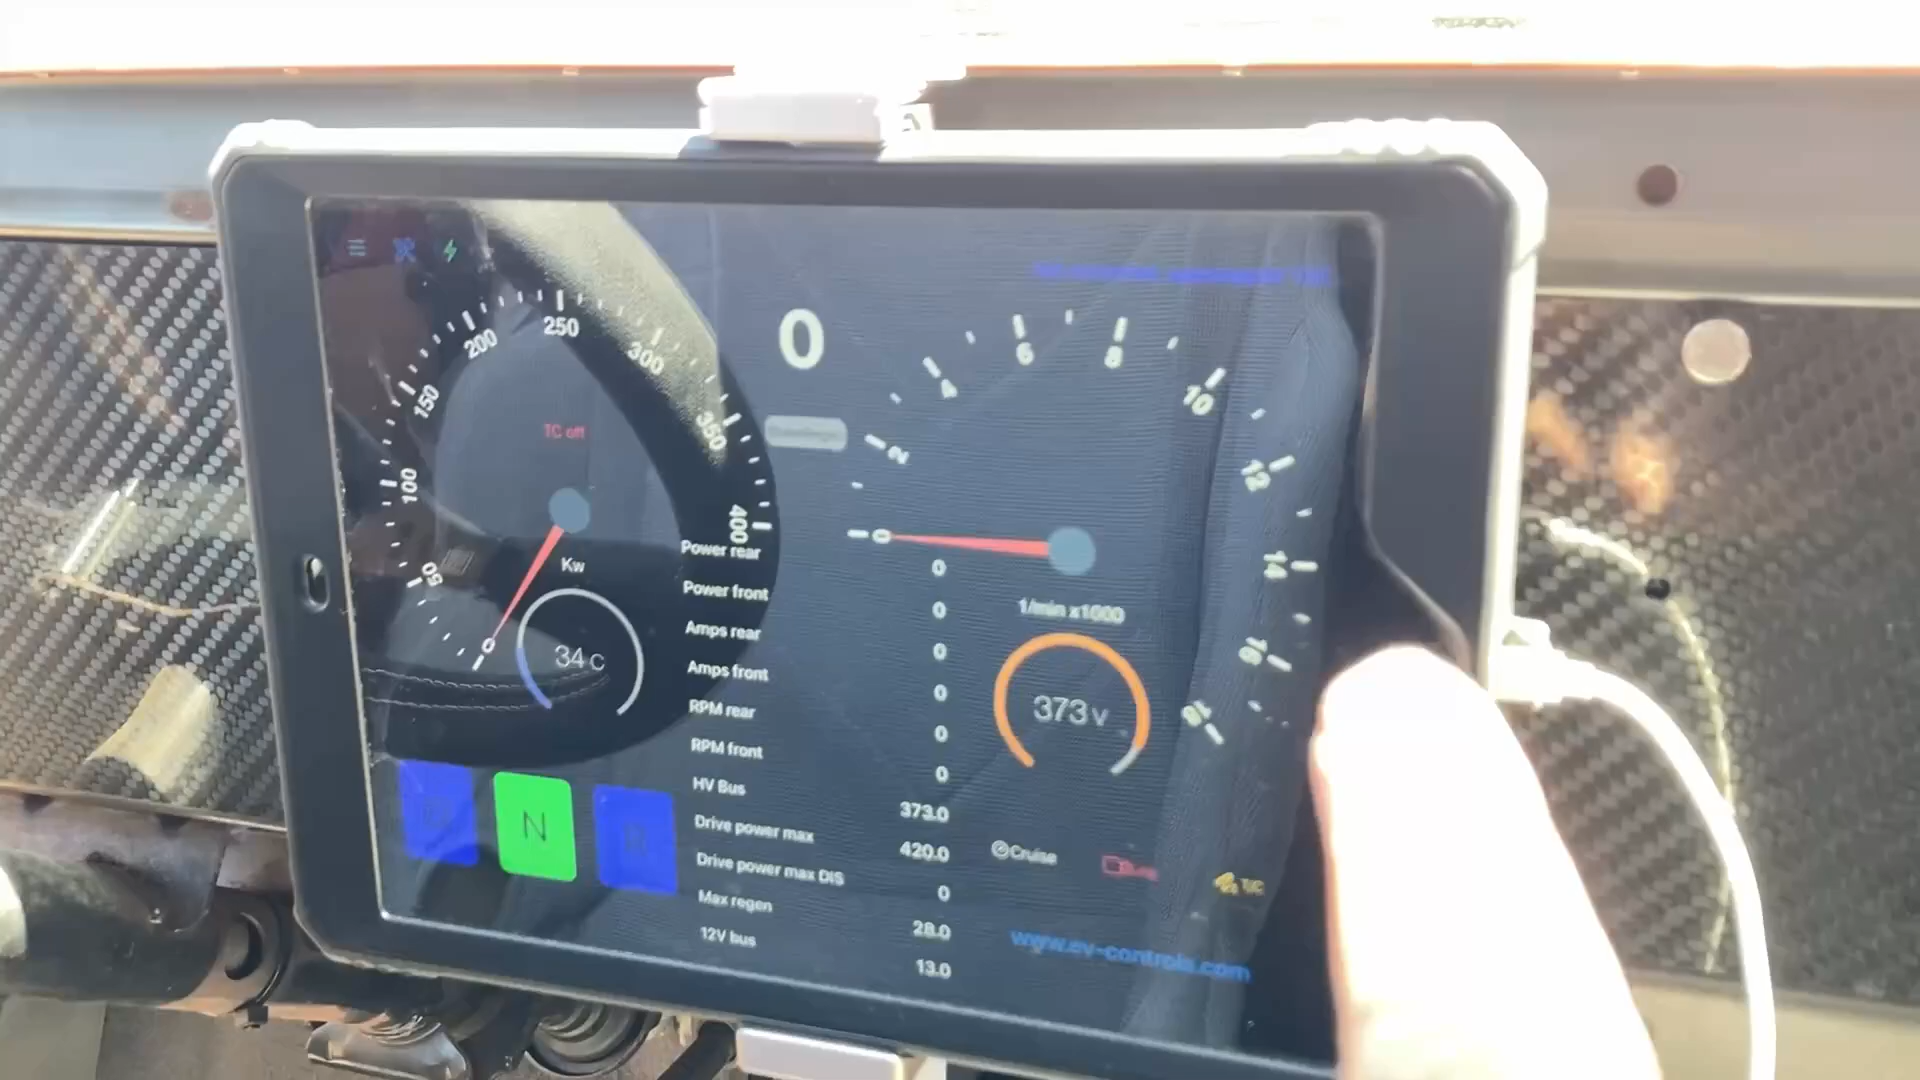 0
50
100
150
200
250
300
350
400
TC off
Kw
34 C
0
0
2
4
6
8
10
12
14
16
18
1/min x1000
373 V
Power rear 0
Power front 0
Amps rear 0
Amps front 0
RPM rear 0
RPM front 0
HV Bus 373.0
Drive power max 420.0
Drive power max DIS 0
Max regen 28.0
12V bus 13.0
N
Cruise
T/C
www.ev-controls.com